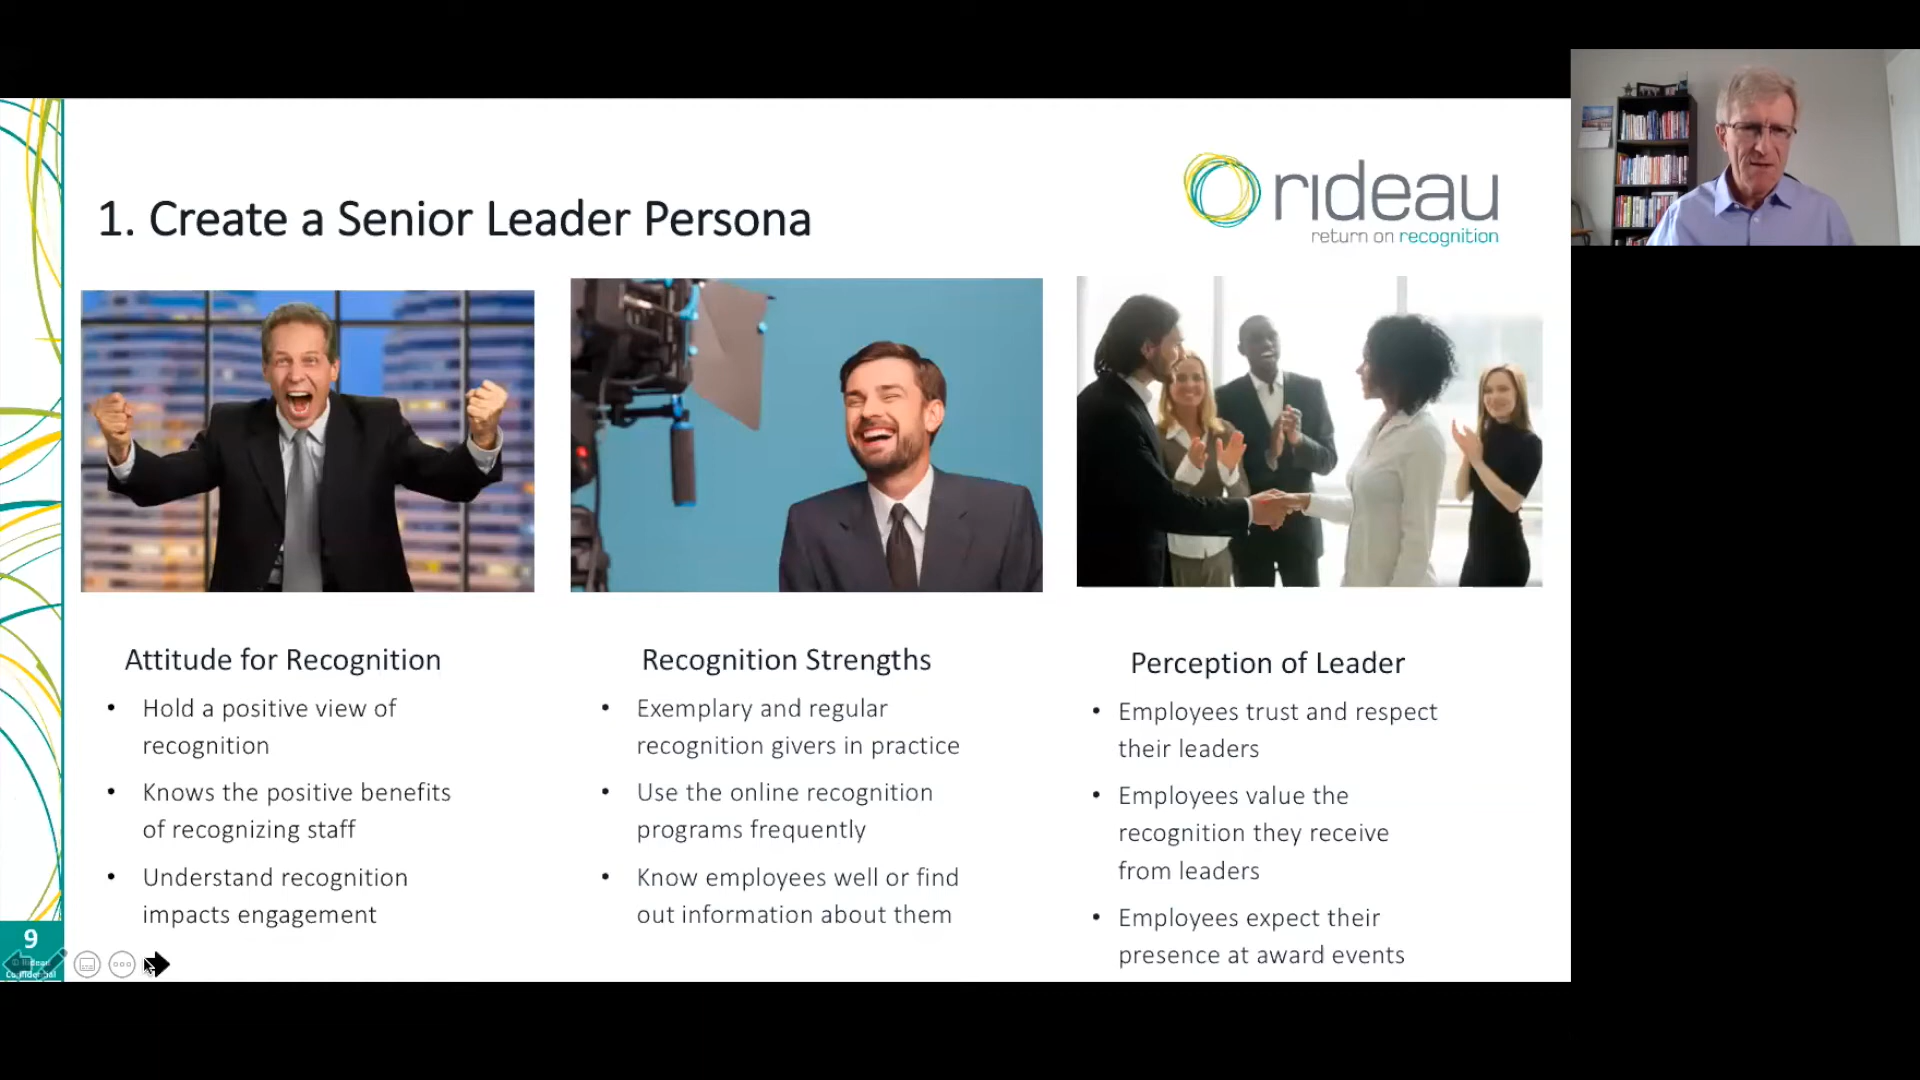 1. Create a Senior Leader Persona
rideau
return on recognition
Attitude for Recognition
• Hold a positive view of
recognition
• Knows the positive benefits
of recognizing staff
• Understand recognition
impacts engagement
Recognition Strengths
• Exemplary and regular
recognition givers in practice
• Use the online recognition
programs frequently
• Know employees well or find
out information about them
Perception of Leader
• Employees trust and respect
their leaders
• Employees value the
recognition they receive
from leaders
• Employees expect their
presence at award events
9